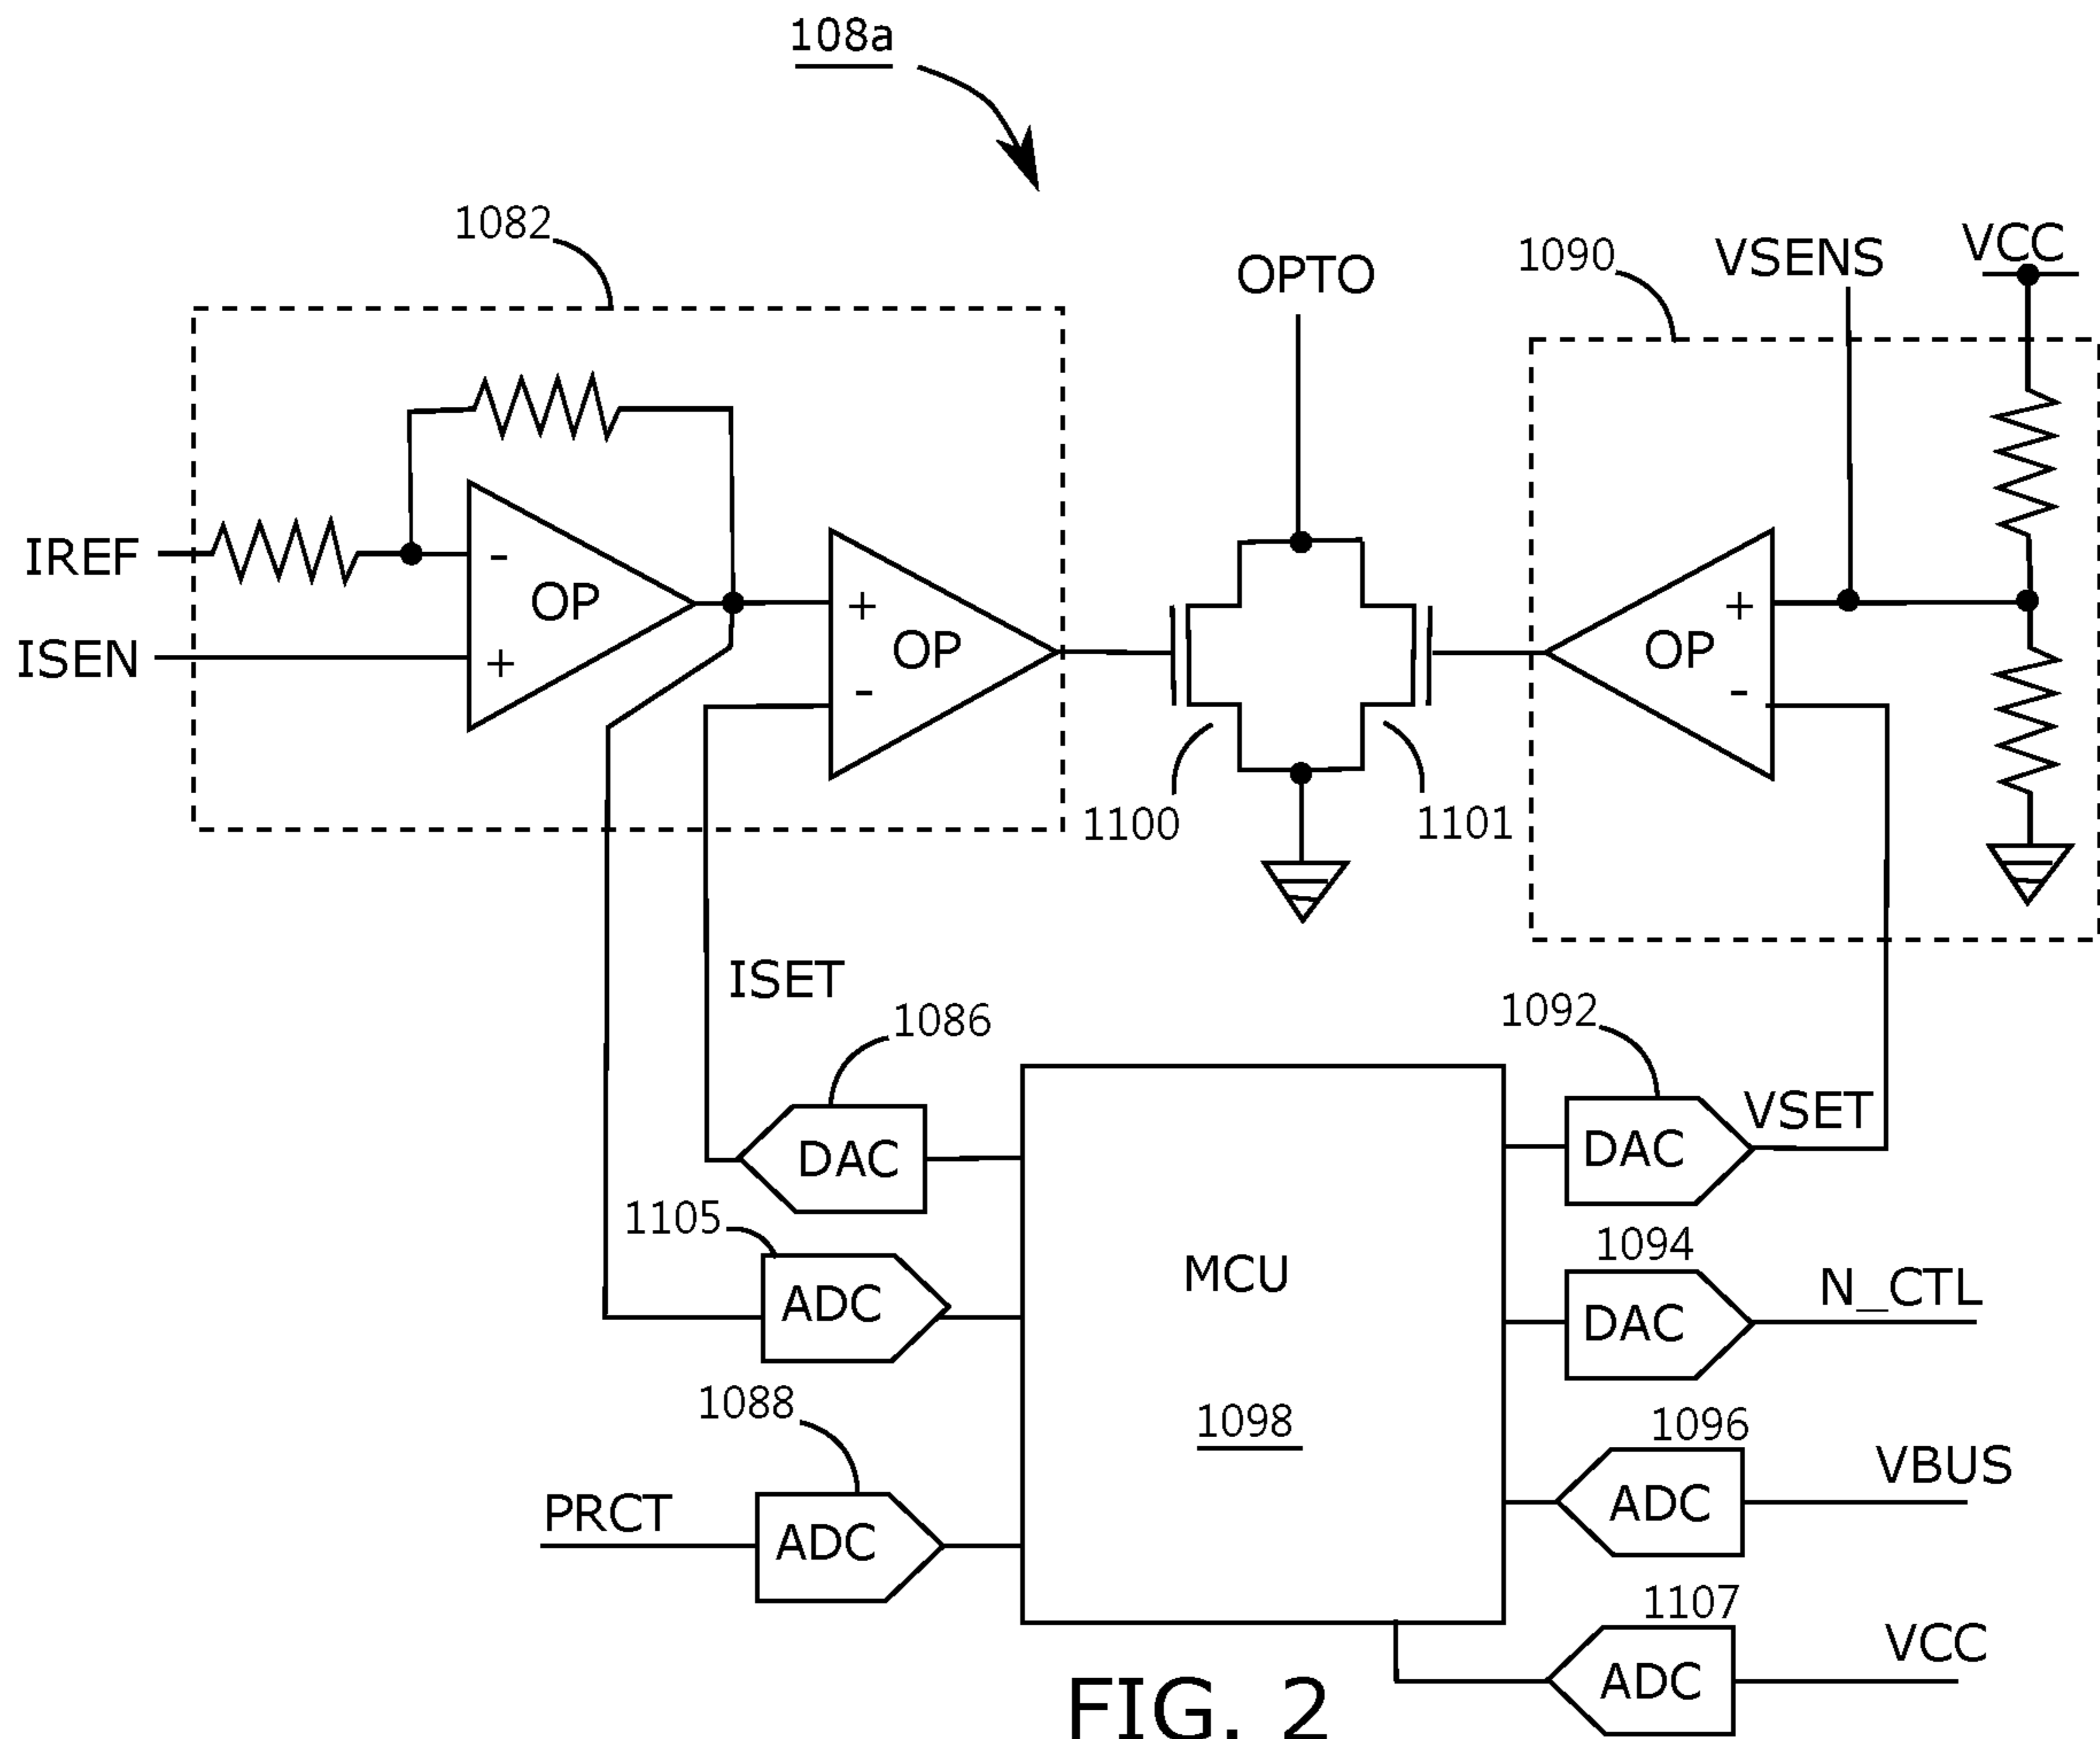 108a
1082
OPTO
1090
VSENS
VCC
IREF
-
OP
+
ISEN
+
OP
-
+
OP
-
1100
1101
ISET
1086
DAC
1092
DAC
VSET
1105
ADC
MCU
1098
1094
DAC
N_CTL
1088
PRCT
ADC
1096
ADC
VBUS
1107
ADC
VCC
FIG. 2